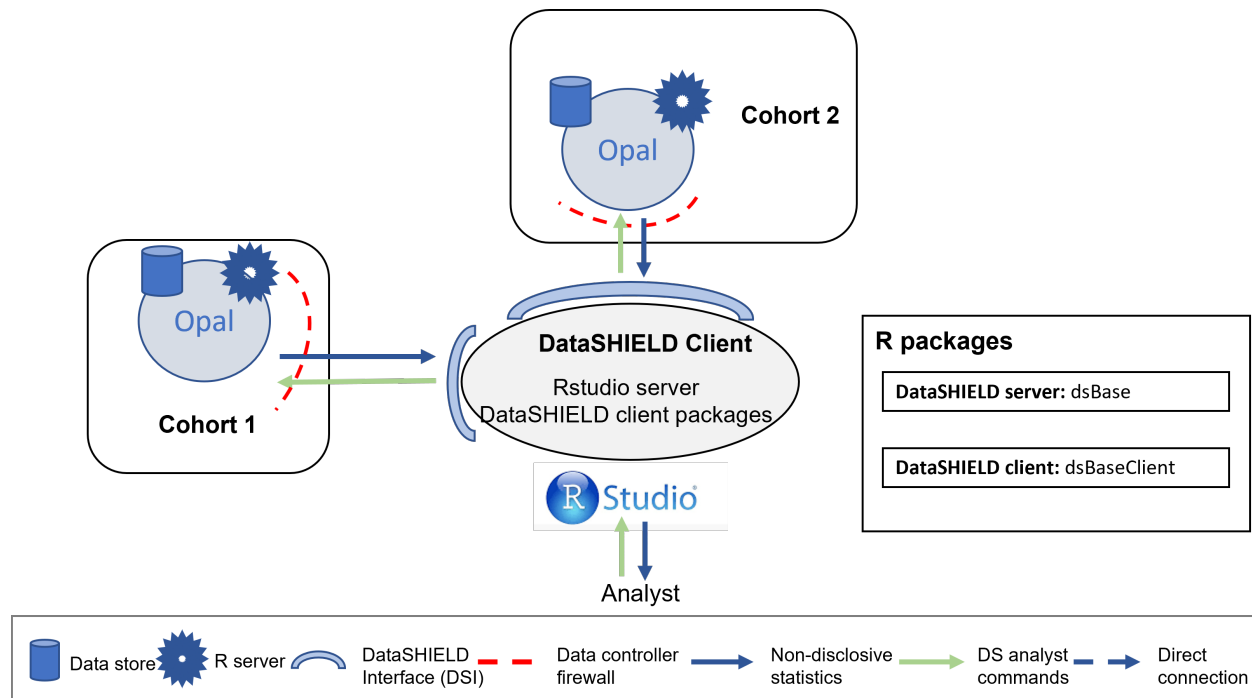 Opal
Cohort 2
Opal
Cohort 1
DataSHIELD Client
Rstudio server
DataSHIELD client packages
R Studio®
Analyst
R packages
DataSHIELD server: dsBase
DataSHIELD client: dsBaseClient
Data store
R server
DataSHIELD
Interface (DSI)
Data controller
firewall
Non-disclosive
statistics
DS analyst
commands
Direct
connection